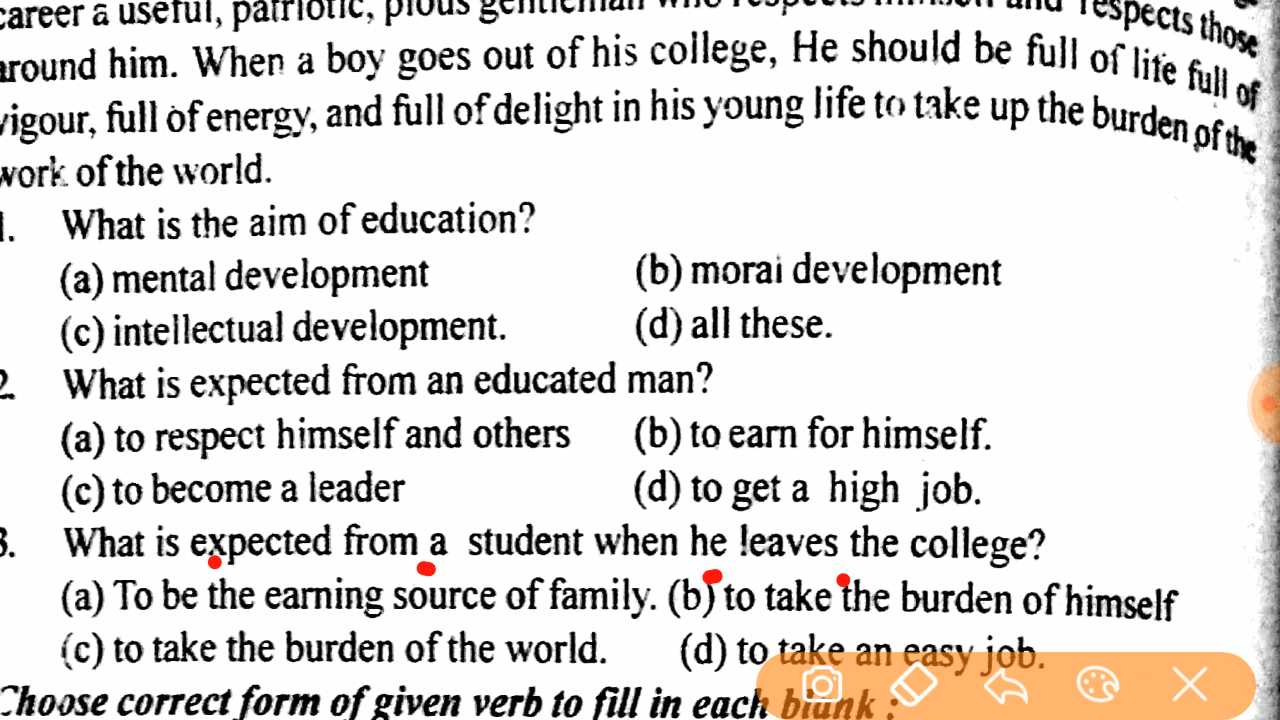 career a useful, patriotic, pious gentleman who respects himself and respects those
around him. When a boy goes out of his college, He should be full of life full of
vigour, full of energy, and full of delight in his young life to take up the burden of the
work of the world.
1. What is the aim of education?
(a) mental development (b) moral development
(c) intellectual development. (d) all these.
2. What is expected from an educated man?
(a) to respect himself and others (b) to earn for himself.
(c) to become a leader (d) to get a high job.
3. What is expected from a student when he leaves the college?
(a) To be the earning source of family. (b) to take the burden of himself
(c) to take the burden of the world. (d) to take an easy job.
Choose correct form of given verb to fill in each blank :